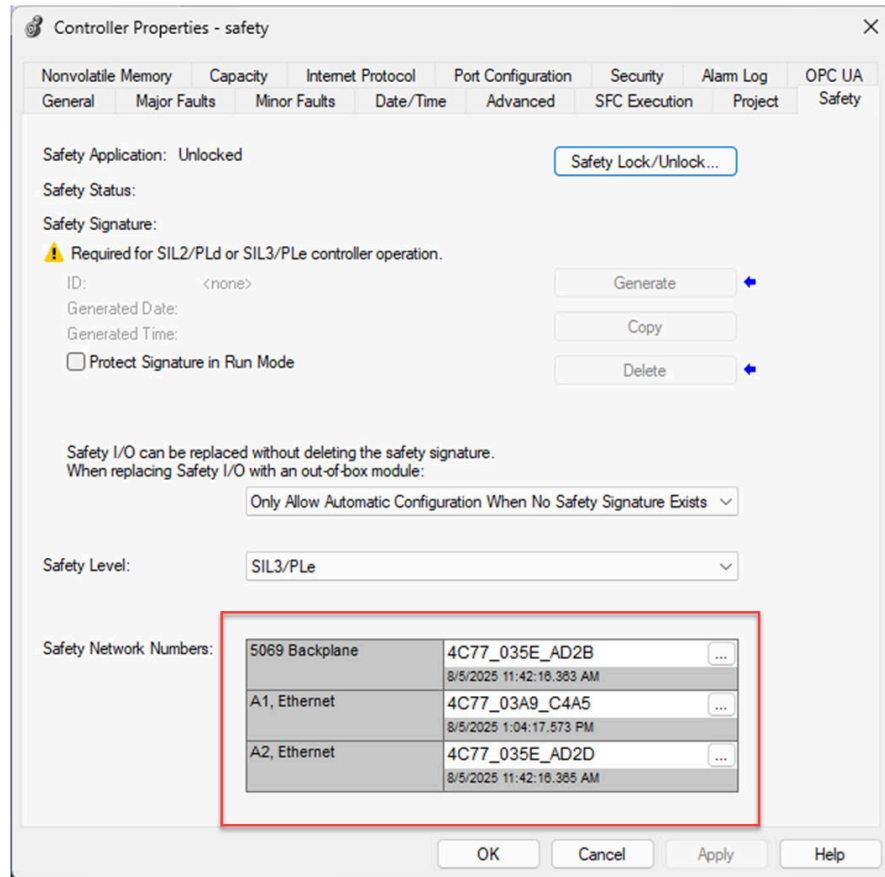 Controller Properties - safety
Nonvolatile Memory Capacity Internet Protocol Port Configuration Security Alarm Log OPC UA
General Major Faults Minor Faults Date/Time Advanced SFC Execution Project Safety
Safety Application: Unlocked Safety Lock/Unlock...
Safety Status:
Safety Signature:
Required for SIL2/PLd or SIL3/PLe controller operation.
ID: <none> Generate
Generated Date:
Generated Time: Copy
Protect Signature in Run Mode Delete
Safety I/O can be replaced without deleting the safety signature.
When replacing Safety I/O with an out-of-box module:
Only Allow Automatic Configuration When No Safety Signature Exists
Safety Level: SIL3/PLe
Safety Network Numbers: 5069 Backplane 4C77_035E_AD2B ...
8/5/2025 11:42:16.363 AM
A1, Ethernet 4C77_03A9_C4A5 ...
8/5/2025 1:04:17.573 PM
A2, Ethernet 4C77_035E_AD2D ...
8/5/2025 11:42:16.365 AM
OK Cancel Apply Help